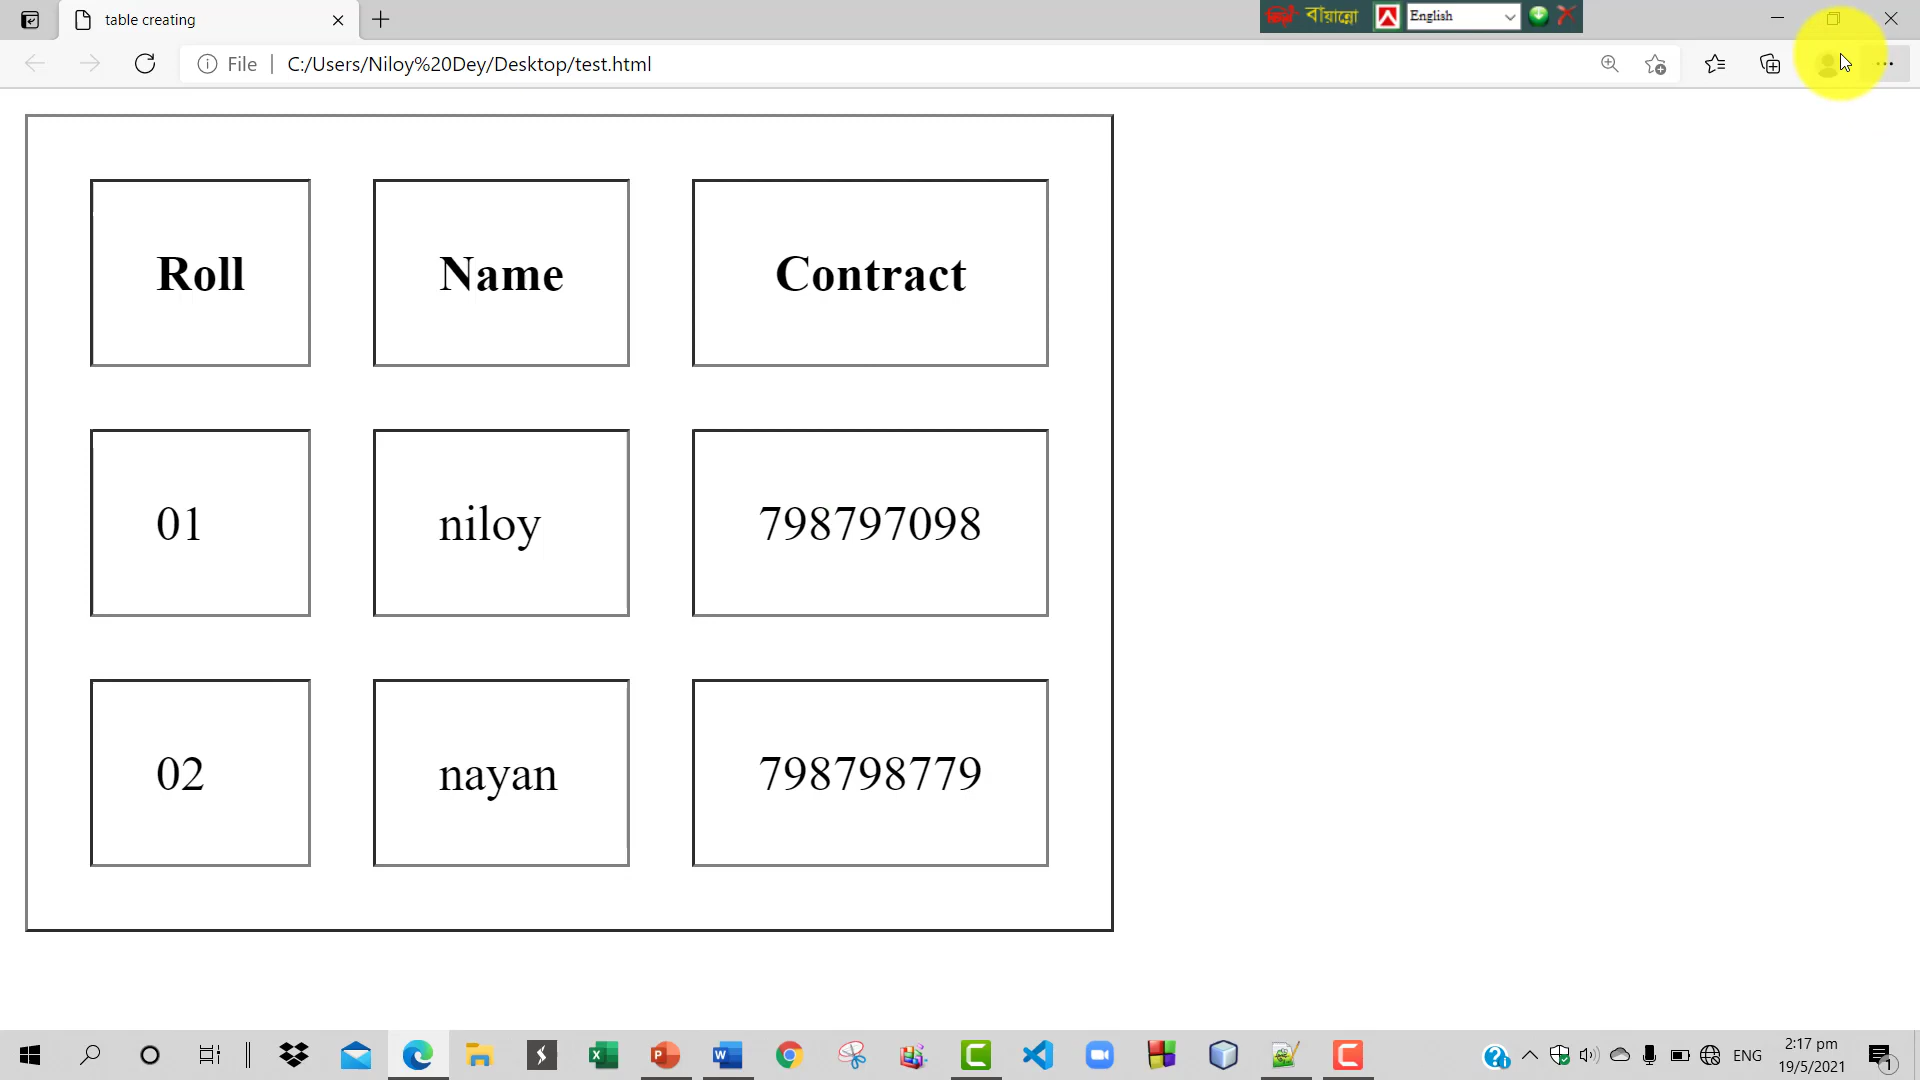 table creating
বায়ান্নো
English
File
C:/Users/Niloy%20Dey/Desktop/test.html
Roll Name Contract
01 niloy 798797098
02 nayan 798798779
ENG
2:17 pm
19/5/2021
1